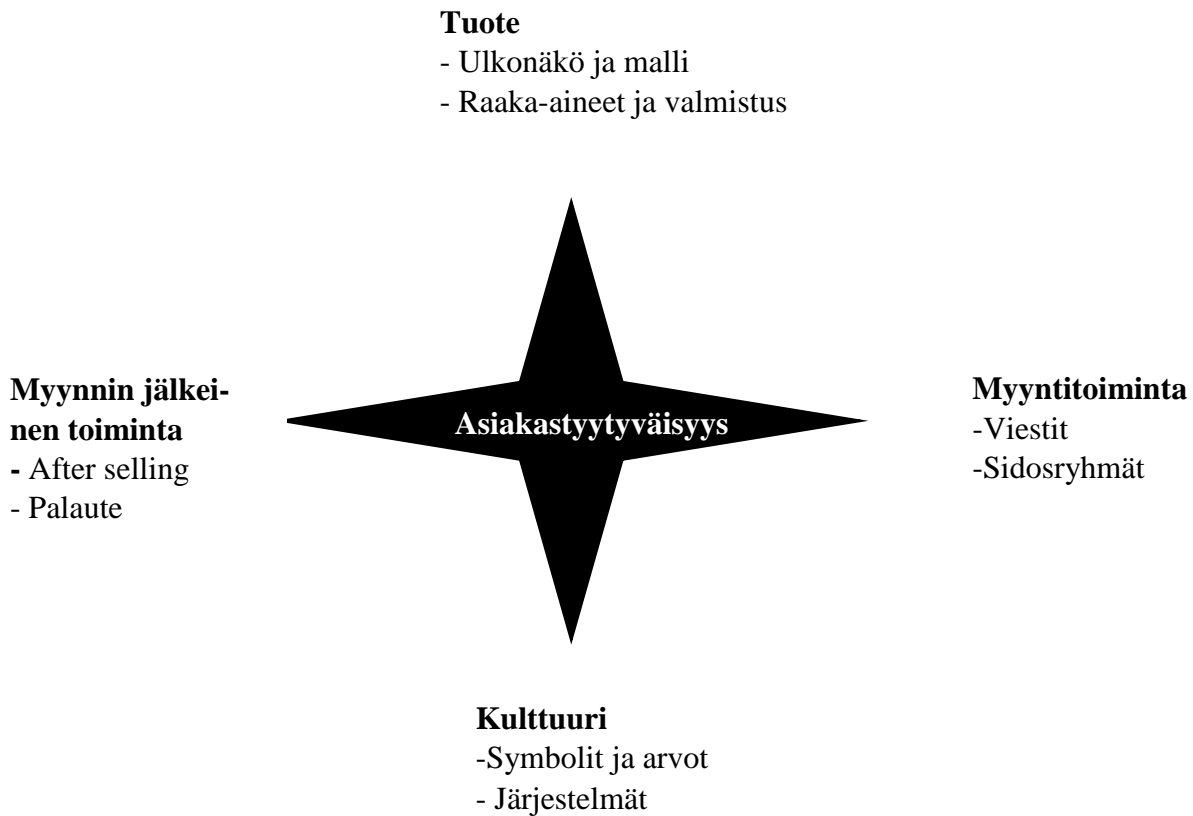 Tuote
- Ulkonäkö ja malli
- Raaka-aineet ja valmistus
Myynnin jälkei-
nen toiminta
- After selling
- Palaute
Asiakastyytyväisyys
Myyntitoiminta
-Viestit
-Sidosryhmät
Kulttuuri
-Symbolit ja arvot
- Järjestelmät